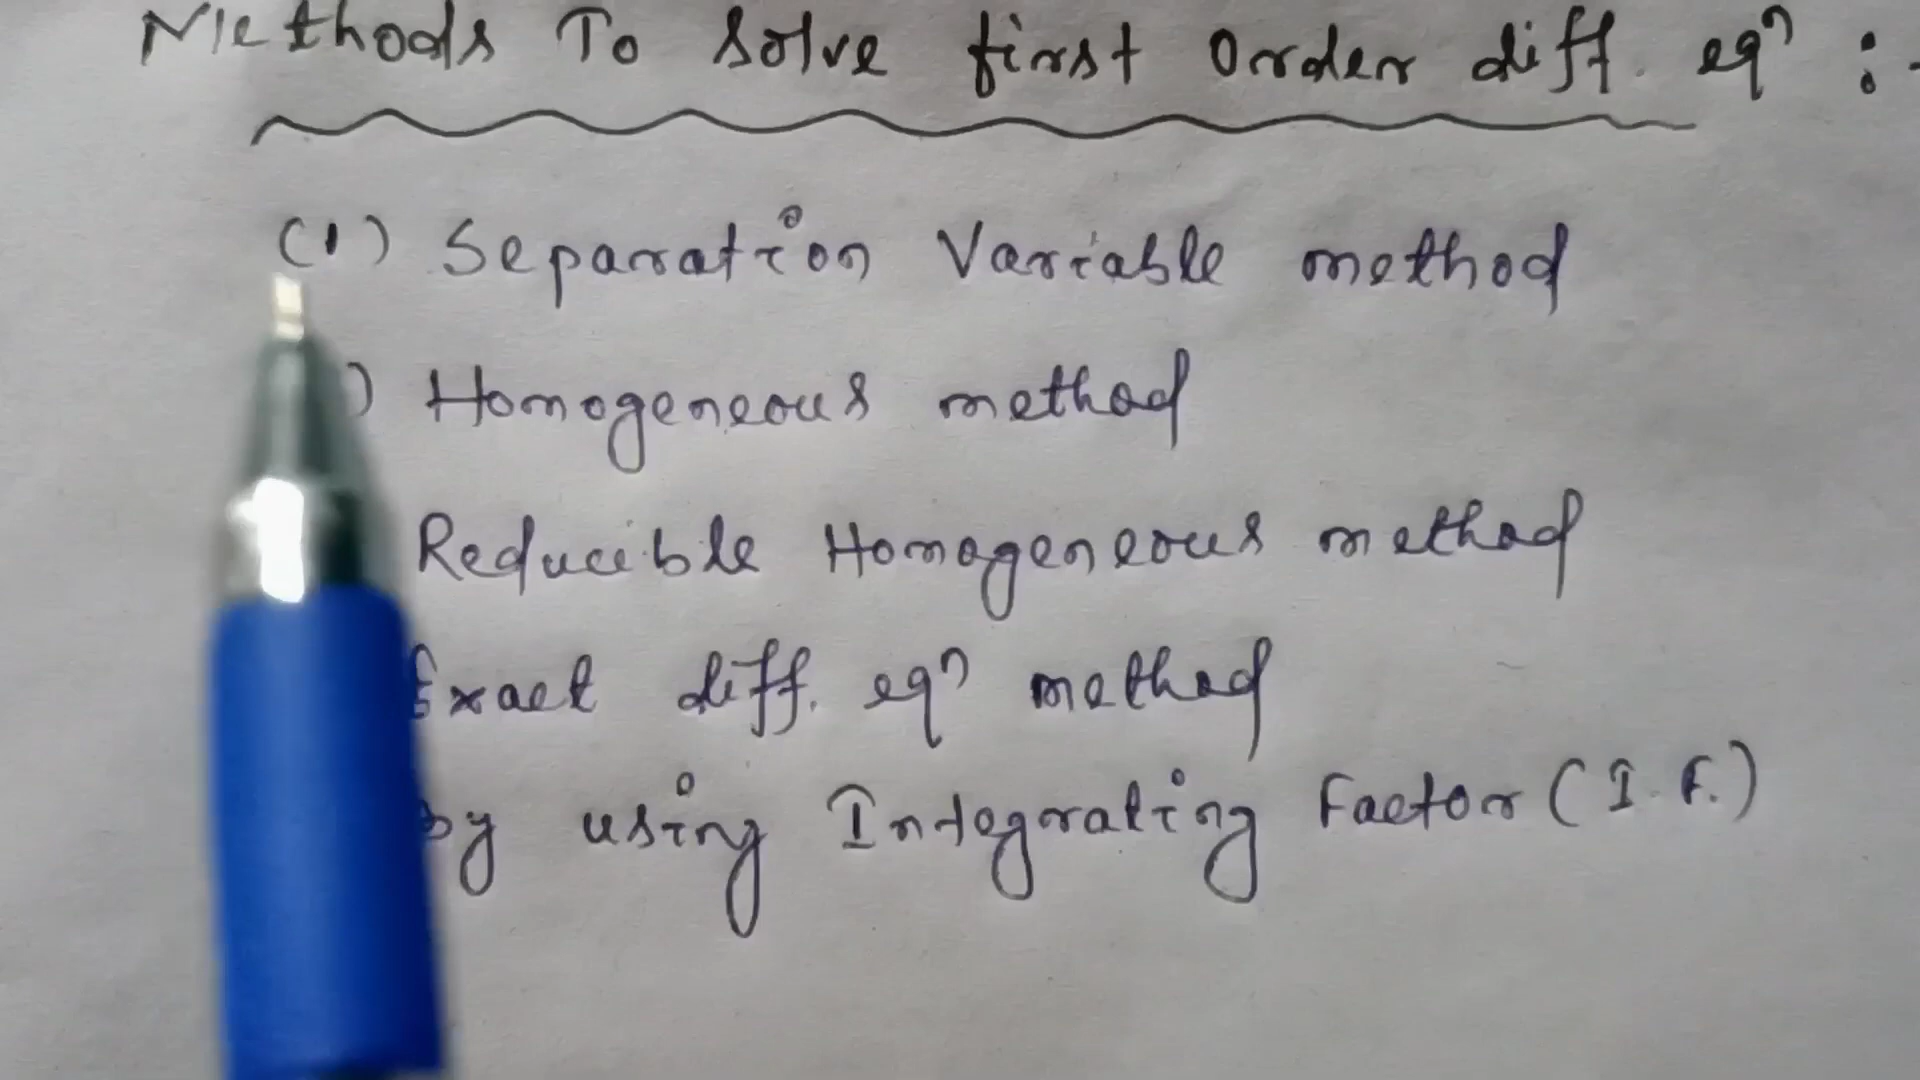 Methods To solve first order diff. eqn :-
(1) Separation Variable method
) Homogeneous method
Reducible Homogeneous method
Exact diff. eqn method
by using Integrating Factor (I.F.)